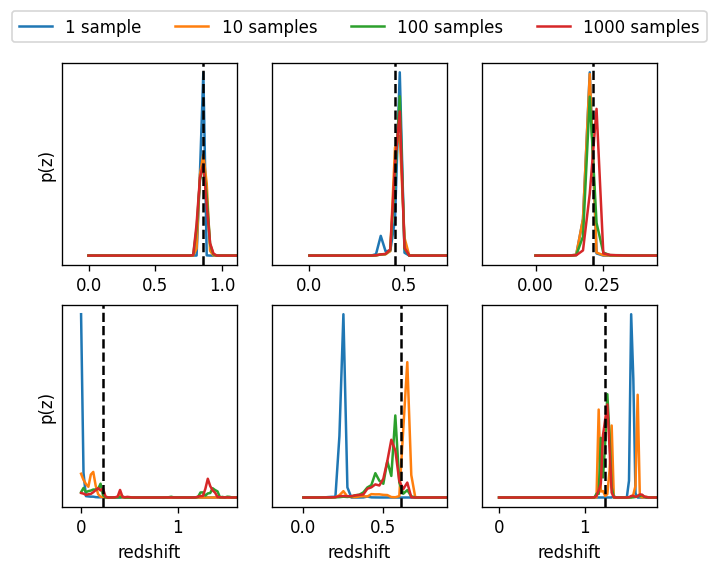 1 sample 10 samples 100 samples 1000 samples
p(z)
0.0 0.5 1.0 0.0 0.5 0.00 0.25
p(z)
0 1 0.0 0.5 0 1
redshift redshift redshift